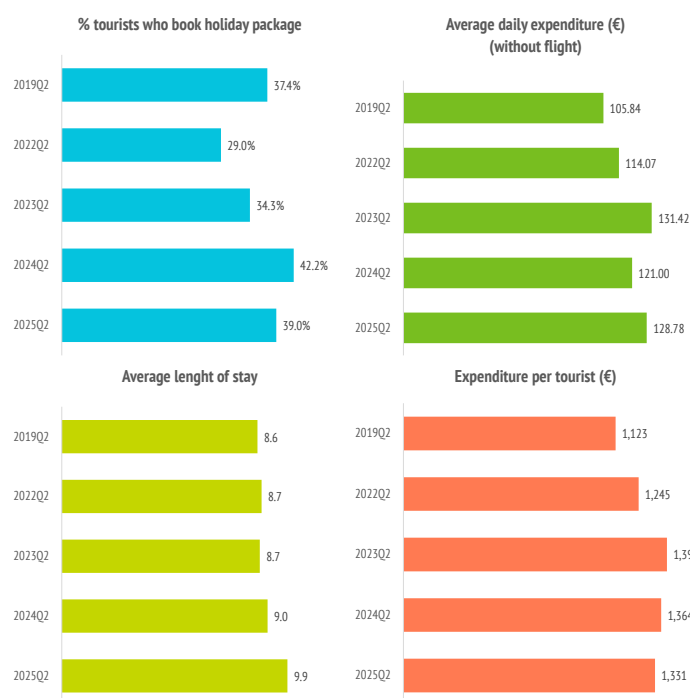 % tourists who book holiday package
2019Q2 37.4%
2022Q2 29.0%
2023Q2 34.3%
2024Q2 42.2%
2025Q2 39.0%
Average daily expenditure (€)
(without flight)
2019Q2 105.84
2022Q2 114.07
2023Q2 131.42
2024Q2 121.00
2025Q2 128.78
Average lenght of stay
2019Q2 8.6
2022Q2 8.7
2023Q2 8.7
2024Q2 9.0
2025Q2 9.9
Expenditure per tourist (€)
2019Q2 1,123
2022Q2 1,245
2023Q2
2024Q2 1,364
2025Q2 1,331